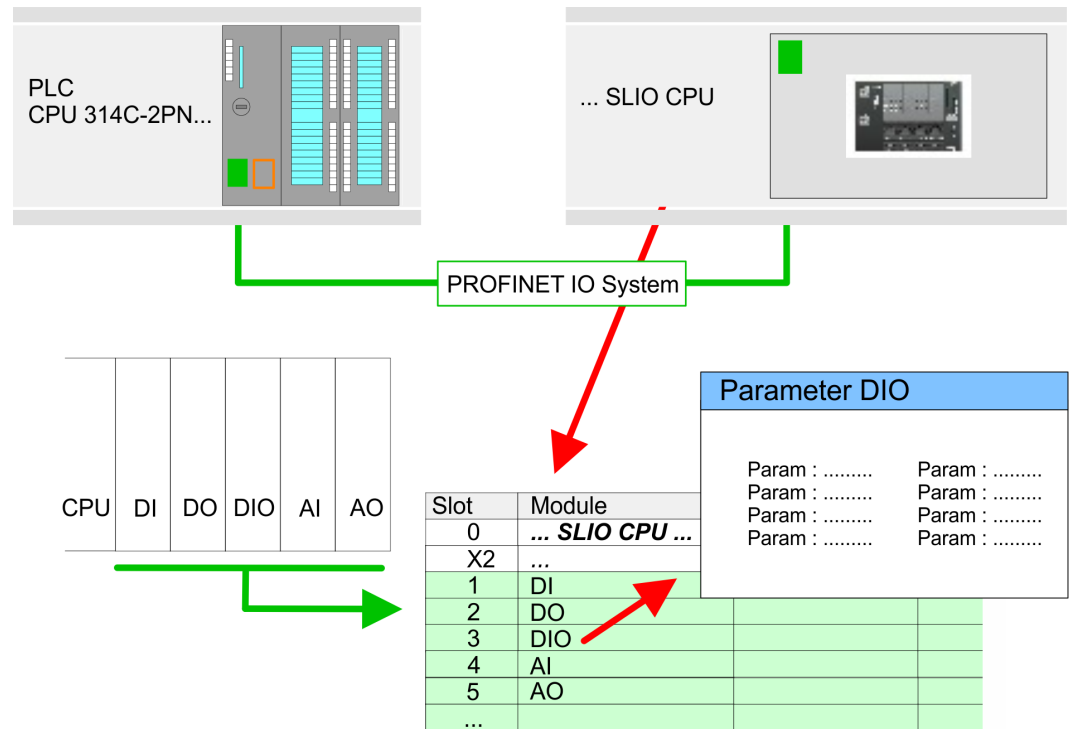 PLC
CPU 314C-2PN...
... SLIO CPU
PROFINET IO System
CPU DI DO DIO AI AO
Parameter DIO
Param : ......... Param : .........
Param : ......... Param : .........
Param : ......... Param : .........
Param : ......... Param : .........
Slot Module
0 ... SLIO CPU ...
X2 ...
1 DI
2 DO
3 DIO
4 AI
5 AO
...